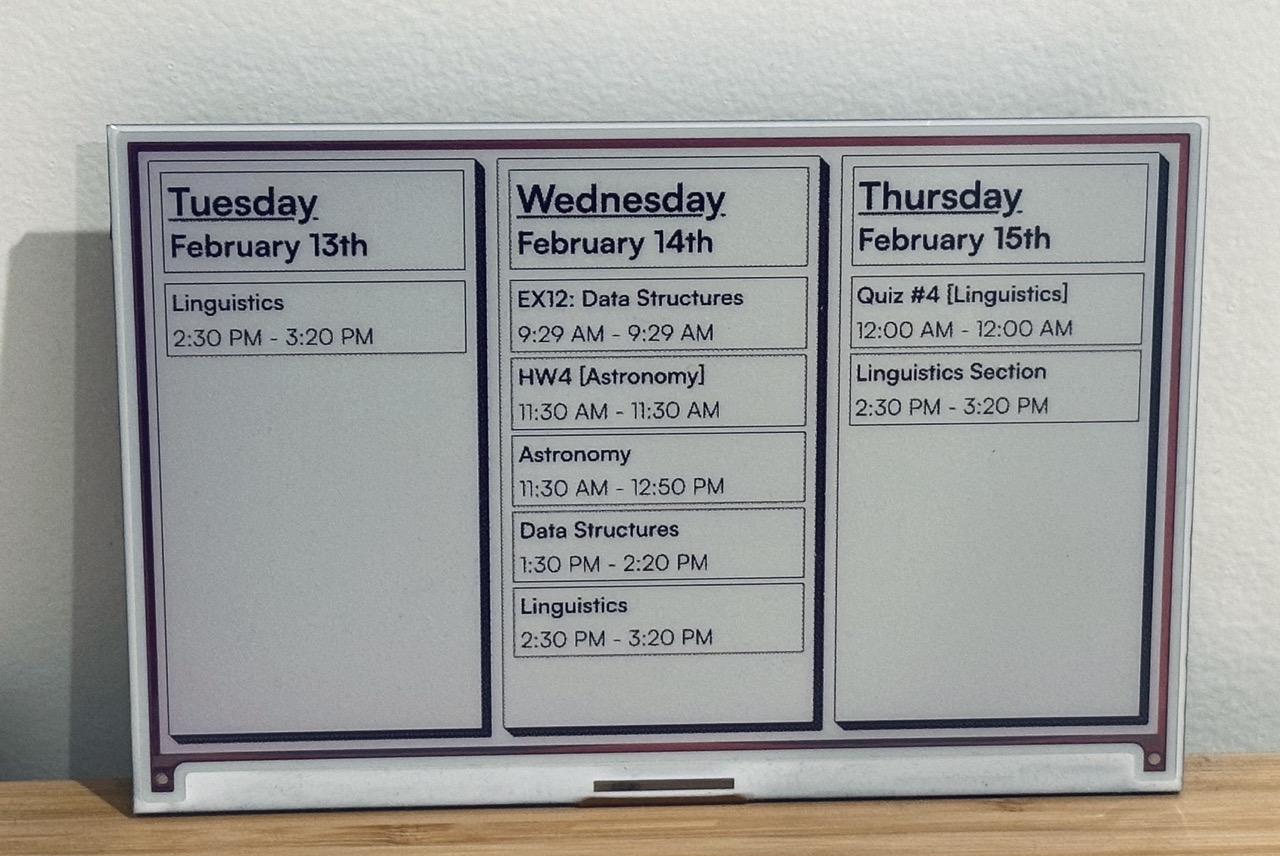 Tuesday
February 13th
Linguistics
2:30 PM - 3:20 PM
Wednesday
February 14th
EX12: Data Structures
9:29 AM - 9:29 AM
HW4 [Astronomy]
11:30 AM - 11:30 AM
Astronomy
11:30 AM - 12:50 PM
Data Structures
1:30 PM - 2:20 PM
Linguistics
2:30 PM - 3:20 PM
Thursday
February 15th
Quiz #4 [Linguistics]
12:00 AM - 12:00 AM
Linguistics Section
2:30 PM - 3:20 PM